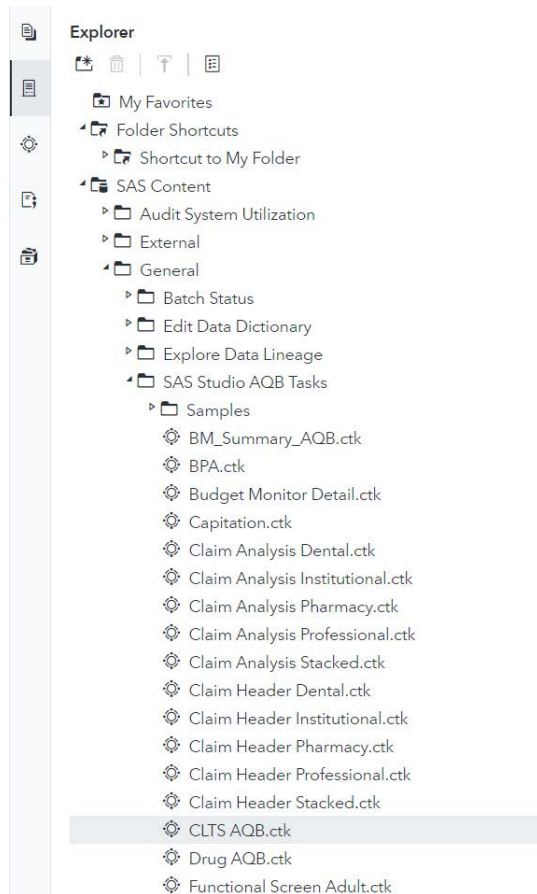 Explorer
My Favorites
Folder Shortcuts
Shortcut to My Folder
SAS Content
Audit System Utilization
External
General
Batch Status
Edit Data Dictionary
Explore Data Lineage
SAS Studio AQB Tasks
Samples
BM_Summary_AQB.ctk
BPA.ctk
Budget Monitor Detail.ctk
Capitation.ctk
Claim Analysis Dental.ctk
Claim Analysis Institutional.ctk
Claim Analysis Pharmacy.ctk
Claim Analysis Professional.ctk
Claim Analysis Stacked.ctk
Claim Header Dental.ctk
Claim Header Institutional.ctk
Claim Header Pharmacy.ctk
Claim Header Professional.ctk
Claim Header Stacked.ctk
CLTS AQB.ctk
Drug AQB.ctk
Functional Screen Adult.ctk